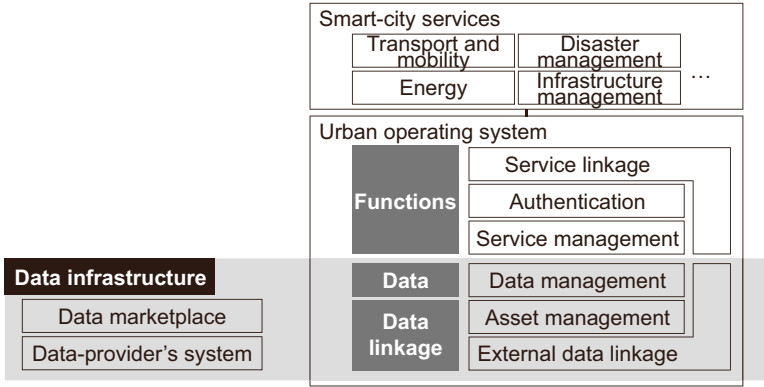 Smart-city services
Transport and
mobility
Disaster
management
Energy
Infrastructure
management
...
Urban operating system
Functions
Service linkage
Authentication
Service management
Data infrastructure
Data marketplace
Data-provider's system
Data
Data management
Data
linkage
Asset management
External data linkage